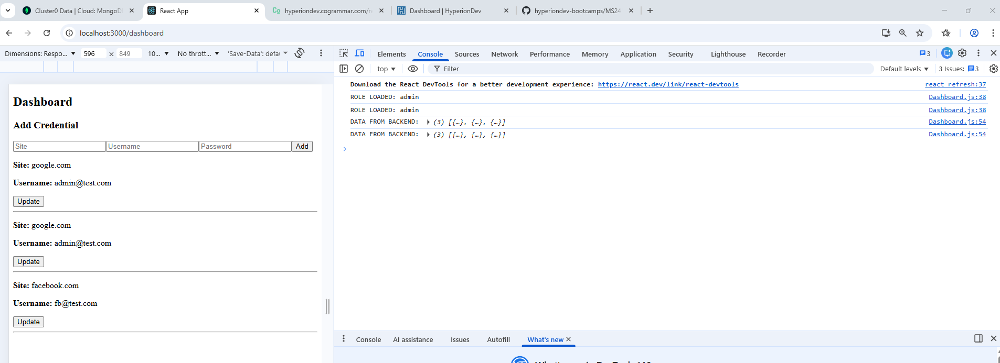 Cluster0 Data | Cloud: MongoD
React App
hyperiondev.cogrammar.com/re
Dashboard | HyperionDev
hyperiondev-bootcamps/MS24
localhost:3000/dashboard
Dimensions: Respo... 596 × 849 10... No thrott... 'Save-Data': defau
Elements Console Sources Network Performance Memory Application Security Lighthouse Recorder 3
top Filter Default levels 3 Issues: 3
Download the React DevTools for a better development experience: https://react.dev/link/react-devtools react refresh:37
ROLE LOADED: admin Dashboard.js:38
ROLE LOADED: admin Dashboard.js:38
DATA FROM BACKEND: (3) [{…}, {…}, {…}] Dashboard.js:54
DATA FROM BACKEND: (3) [{…}, {…}, {…}] Dashboard.js:54
Dashboard
Add Credential
Site Username Password Add
Site: google.com
Username: admin@test.com
Update
Site: google.com
Username: admin@test.com
Update
Site: facebook.com
Username: fb@test.com
Update
Console AI assistance Issues Autofill What's new